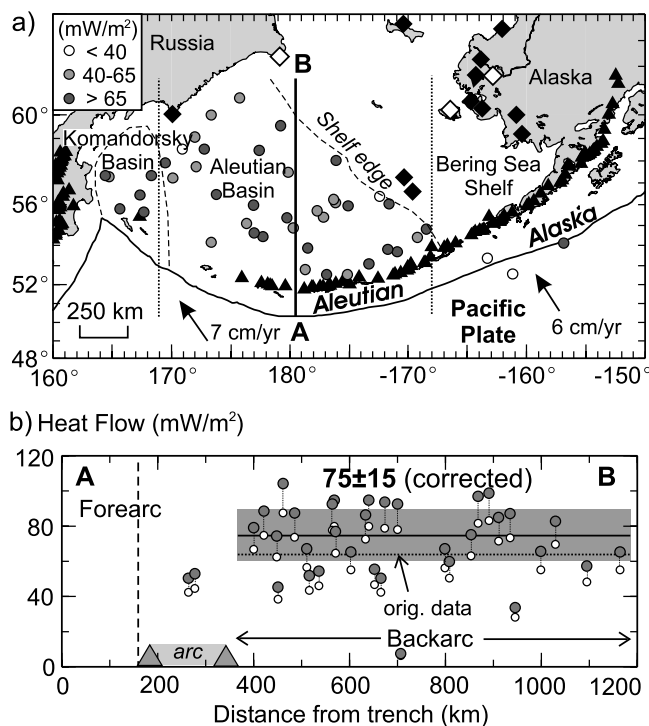 a)
(mW/m²)
< 40
40-65
> 65
Russia
B
Alaska
60°
Komandorsky
Basin
Aleutian
Basin
Shelf edge
Bering Sea
Shelf
56°
52°
Aleutian
Alaska
250 km
7 cm/yr
A
Pacific
Plate
6 cm/yr
48°
160°
170°
180°
-170°
-160°
-150°
b) Heat Flow (mW/m²)
120
A
75±15 (corrected)
B
Forearc
80
40
orig. data
arc
Backarc
0
0
200
400
600
800
1000
1200
Distance from trench (km)